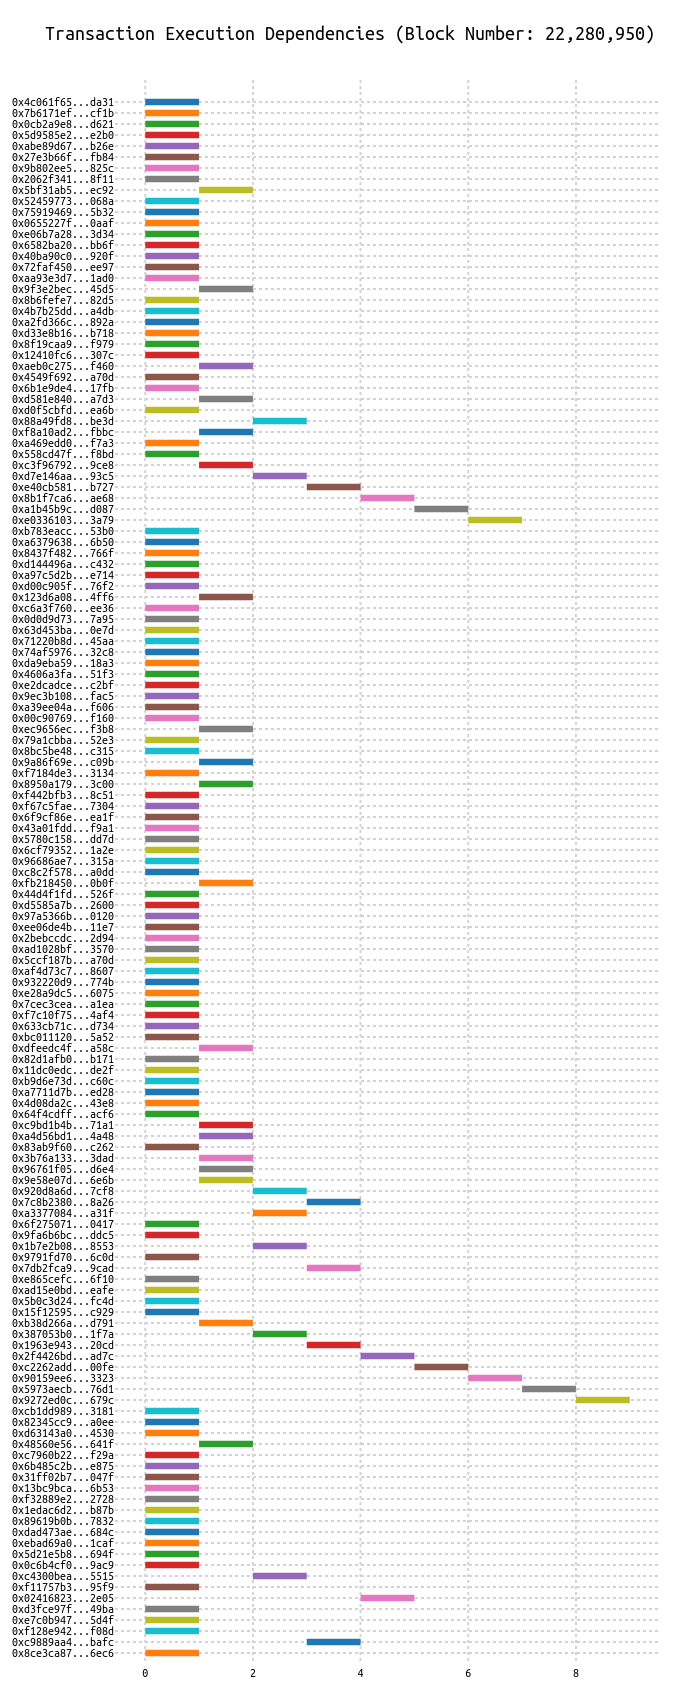 Transaction Execution Dependencies (Block Number: 22,280,950)
0x4c061f65...da31
0x7b6171ef...cf1b
0x0cb2a9e8...d621
0x5d9585e2...e2b0
0xabe89d67...b26e
0x27e3b66f...fb84
0x9b802ee5...825c
0x2062f341...8f11
0x5bf31ab5...ec92
0x52459773...068a
0x75919469...5b32
0x0655227f...0aaf
0xe06b7a28...3d34
0x6582ba20...bb6f
0x40ba90c0...920f
0x72faf450...ee97
0xaa93e3d7...1ad0
0x9f3e2bec...45d5
0x8b6fefe7...82d5
0x4b7b25dd...a4db
0xa2fd366c...892a
0xd33e8b16...b718
0x8f19caa9...f979
0x12410fc6...307c
0xaeb0c275...f460
0x4549f692...a70d
0x6b1e9de4...17fb
0xd581e840...a7d3
0xd0f5cbfd...ea6b
0x88a49fd8...be3d
0xf8a10ad2...fbbc
0xa469edd0...f7a3
0x558cd47f...f8bd
0xc3f96792...9ce8
0xd7e146aa...93c5
0xe40cb581...b727
0x8b1f7ca6...ae68
0xa1b45b9c...d087
0xe0336103...3a79
0xb783eacc...53b0
0xa6379638...6b50
0x8437f482...766f
0xd144496a...c432
0xa97c5d2b...e714
0xd00c905f...76f2
0x123d6a08...4ff6
0xc6a3f760...ee36
0x0d0d9d73...7a95
0x63d453ba...0e7d
0x71220b8d...45aa
0x74af5976...32c8
0xda9eba59...18a3
0x4606a3fa...51f3
0xe2dcadce...c2bf
0x9ec3b108...fac5
0xa39ee04a...f606
0x00c90769...f160
0xec9656ec...f3b8
0x79a1cbba...52e3
0x8bc5be48...c315
0x9a86f69e...c09b
0xf7184de3...3134
0x8950a179...3c00
0xf442bfb3...8c51
0xf67c5fae...7304
0x6f9cf86e...ea1f
0x43a01fdd...f9a1
0x5780c158...dd7d
0x6cf79352...1a2e
0x96686ae7...315a
0xc8c2f578...a0dd
0xfb218450...0b0f
0x44d4f1fd...526f
0xd5585a7b...2600
0x97a5366b...0120
0xee06de4b...11e7
0x2bebccdc...2d94
0xad1028bf...3570
0x5ccf187b...a70d
0xaf4d73c7...8607
0x932220d9...774b
0xe28a9dc5...6075
0x7cec3cea...a1ea
0xf7c10f75...4af4
0x633cb71c...d734
0xbc011120...5a52
0xdfeedc4f...a58c
0x82d1afb0...b171
0x11dc0edc...de2f
0xb9d6e73d...c60c
0xa7711d7b...ed28
0x4d08da2c...43e8
0x64f4cdff...acf6
0xc9bd1b4b...71a1
0xa4d56bd1...4a48
0x83ab9f60...c262
0x3b76a133...3dad
0x96761f05...d6e4
0x9e58e07d...6e6b
0x920d8a6d...7cf8
0x7c8b2380...8a26
0xa3377084...a31f
0x6f275071...0417
0x9fa6b6bc...ddc5
0x1b7e2b08...8553
0x9791fd70...6c0d
0x7db2fca9...9cad
0xe865cefc...6f10
0xad15e0bd...eafe
0x5b0c3d24...fc4d
0x15f12595...c929
0xb38d266a...d791
0x387053b0...1f7a
0x1963e943...20cd
0x2f4426bd...ad7c
0xc2262add...00fe
0x90159ee6...3323
0x5973aecb...76d1
0x9272ed0c...679c
0xcb1dd989...3181
0x82345cc9...a0ee
0xd63143a0...4530
0x48560e56...641f
0xc7960b22...f29a
0x6b485c2b...e875
0x31ff02b7...047f
0x13bc9bca...6b53
0xf32889e2...2728
0x1edac6d2...b87b
0x89619b0b...7832
0xdad473ae...684c
0xebad69a0...1caf
0x5d21e5b8...694f
0x0c6b4cf0...9ac9
0xc4300bea...5515
0xf11757b3...95f9
0x02416823...2e05
0xd3fce97f...49ba
0xe7c0b947...5d4f
0xf128e942...f08d
0xc9889aa4...bafc
0x8ce3ca87...6ec6
0 2 4 6 8